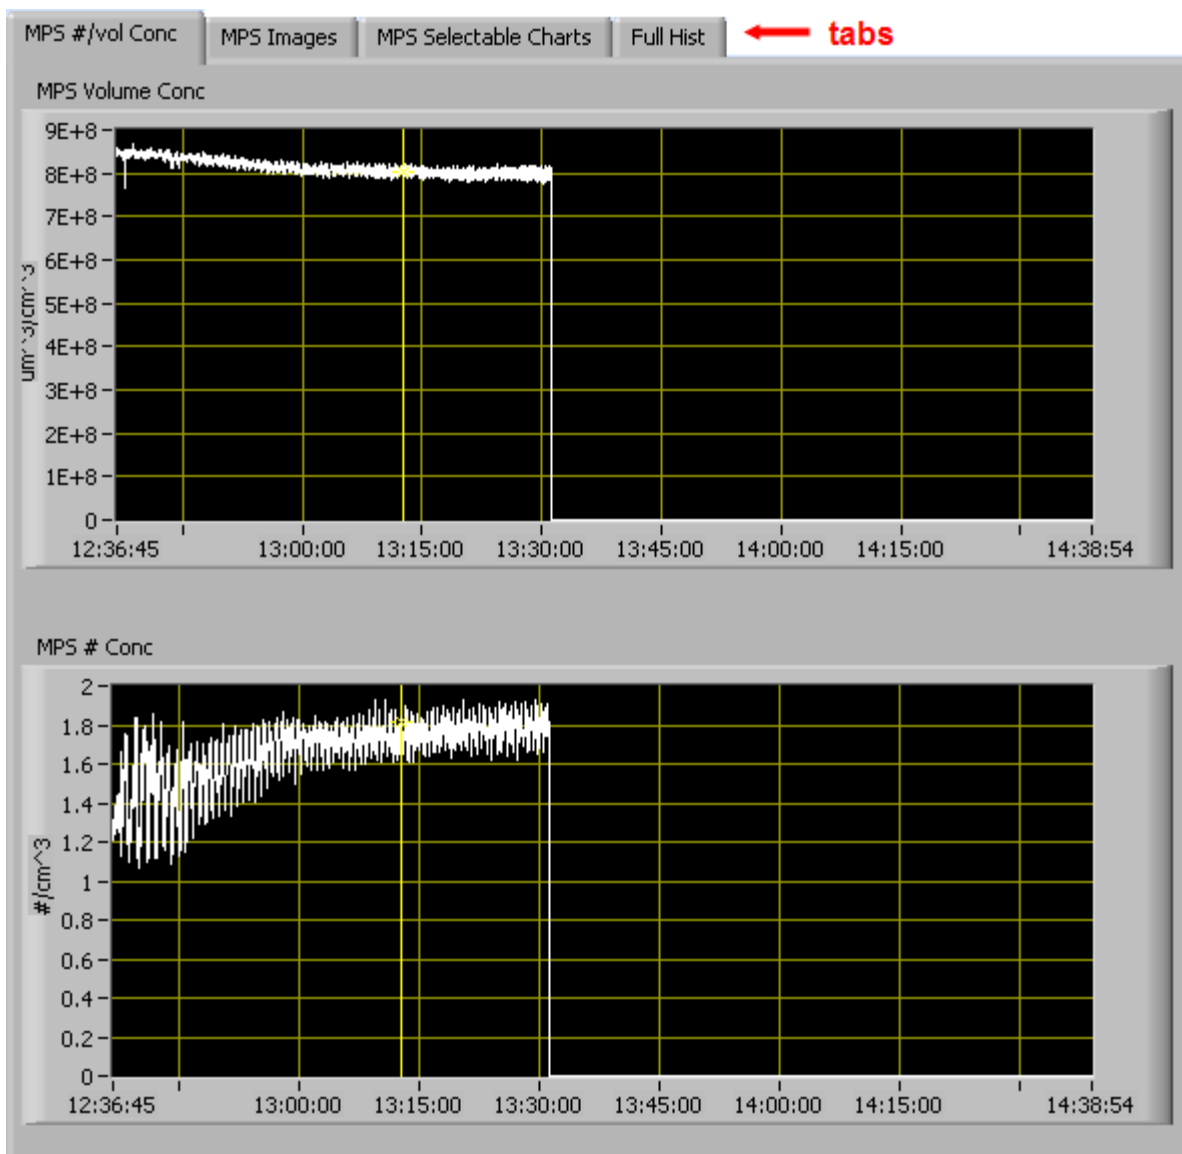 MPS #/vol Conc MPS Images MPS Selectable Charts Full Hist tabs
MPS Volume Conc
9E+8
8E+8
7E+8
6E+8
5E+8
4E+8
3E+8
2E+8
1E+8
0
um^3/cm^3
12:36:45 13:00:00 13:15:00 13:30:00 13:45:00 14:00:00 14:15:00 14:38:54
MPS # Conc
2
1.8
1.6
1.4
1.2
1
0.8
0.6
0.4
0.2
0
#/cm^3
12:36:45 13:00:00 13:15:00 13:30:00 13:45:00 14:00:00 14:15:00 14:38:54